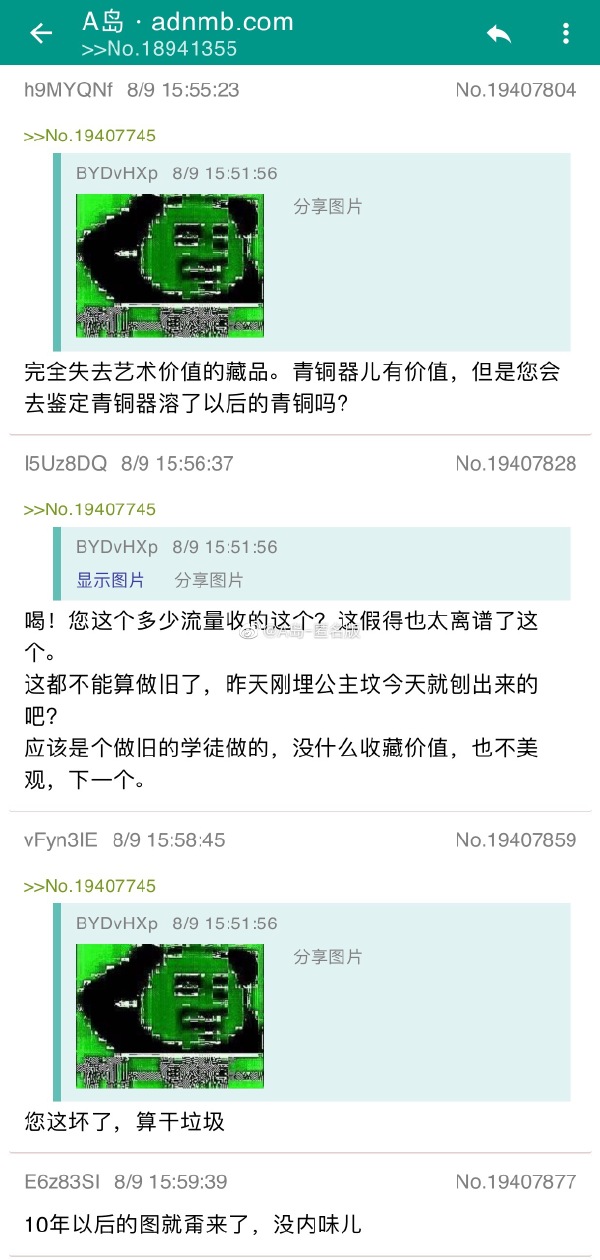 A岛 · adnmb.com
>>No.18941355
h9MYQNf 8/9 15:55:23 No.19407804
>>No.19407745
BYDvHXp 8/9 15:51:56
分享图片
完全失去艺术价值的藏品。青铜器儿有价值，但是您会
去鉴定青铜器溶了以后的青铜吗？
I5Uz8DQ 8/9 15:56:37 No.19407828
>>No.19407745
BYDvHXp 8/9 15:51:56
显示图片 分享图片
喝！您这个多少流量收的这个？这假得也太离谱了这
个。
@A岛-匿名版
这都不能算做旧了，昨天刚埋公主坟今天就刨出来的
吧？
应该是个做旧的学徒做的，没什么收藏价值，也不美
观，下一个。
vFyn3IE 8/9 15:58:45 No.19407859
>>No.19407745
BYDvHXp 8/9 15:51:56
分享图片
您这坏了，算干垃圾
E6z83SI 8/9 15:59:39 No.19407877
10年以后的图就甭来了，没内味儿